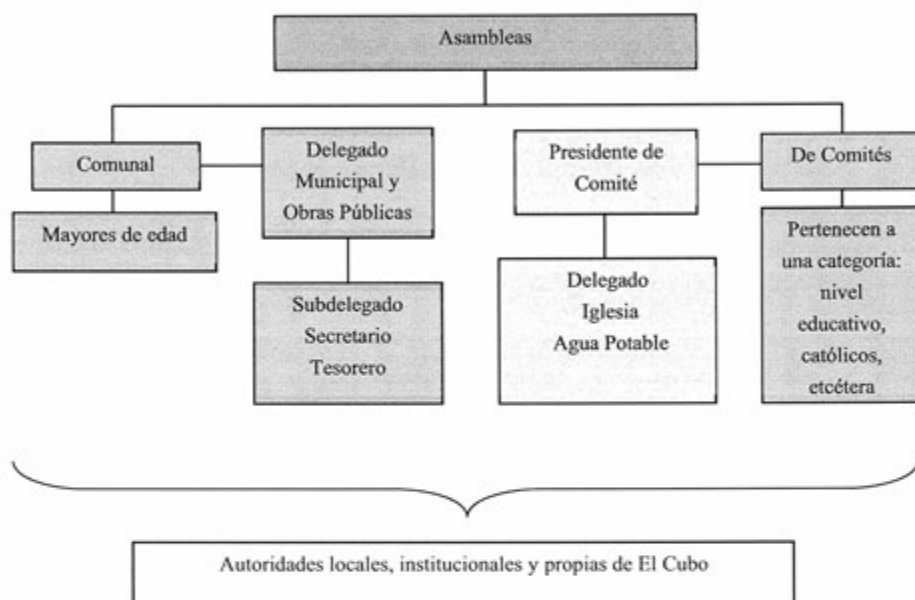 Asambleas
Comunal
Mayores de edad
Delegado
Municipal y
Obras Públicas
Subdelegado
Secretario
Tesorero
Presidente de
Comité
Delegado
Iglesia
Agua Potable
De Comités
Pertenecen a
una categoría:
nivel
educativo,
católicos,
etcétera
Autoridades locales, institucionales y propias de El Cubo